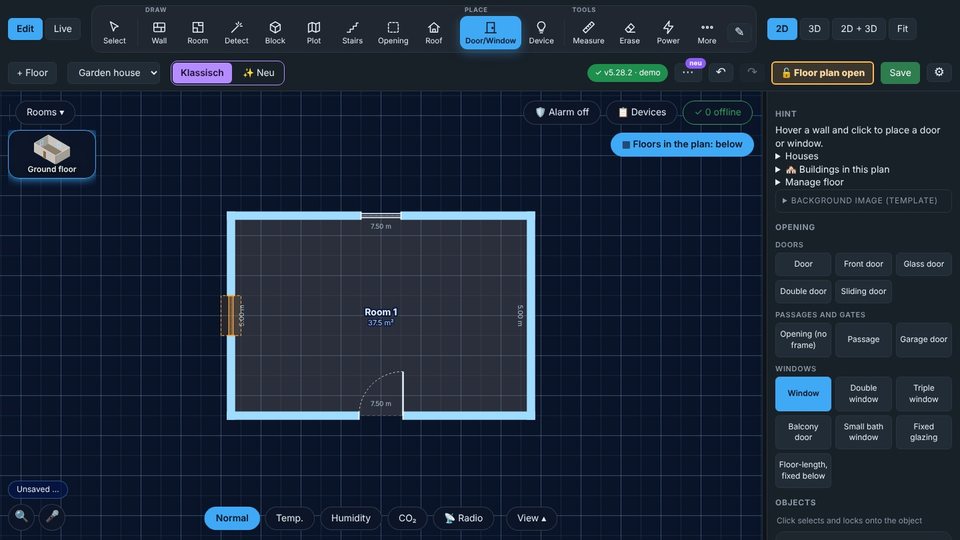 DRAW
PLACE
TOOLS
Edit
Live
Select
Wall
Room
Detect
Block
Plot
Stairs
Opening
Roof
Door/Window
Device
Measure
Erase
Power
More
2D
3D
2D + 3D
Fit
+ Floor
Garden house
Klassisch
✨ Neu
✓ v5.28.2 · demo
neu
🔓 Floor plan open
Save
Rooms ▾
🛡️ Alarm off
📋 Devices
✓ 0 offline
Ground floor
▦ Floors in the plan: below
7.50 m
5.00 m
Room 1
37.5 m²
5.00 m
7.50 m
Unsaved ...
Normal
Temp.
Humidity
CO₂
📡 Radio
View ▴
HINT
Hover a wall and click to place a door
or window.
▶ Houses
▶ 🏘️ Buildings in this plan
▶ Manage floor
▶ BACKGROUND IMAGE (TEMPLATE)
OPENING
DOORS
Door
Front door
Glass door
Double door
Sliding door
PASSAGES AND GATES
Opening (no
frame)
Passage
Garage door
WINDOWS
Window
Double
window
Triple
window
Balcony
door
Small bath
window
Fixed
glazing
Floor-length,
fixed below
OBJECTS
Click selects and locks onto the object